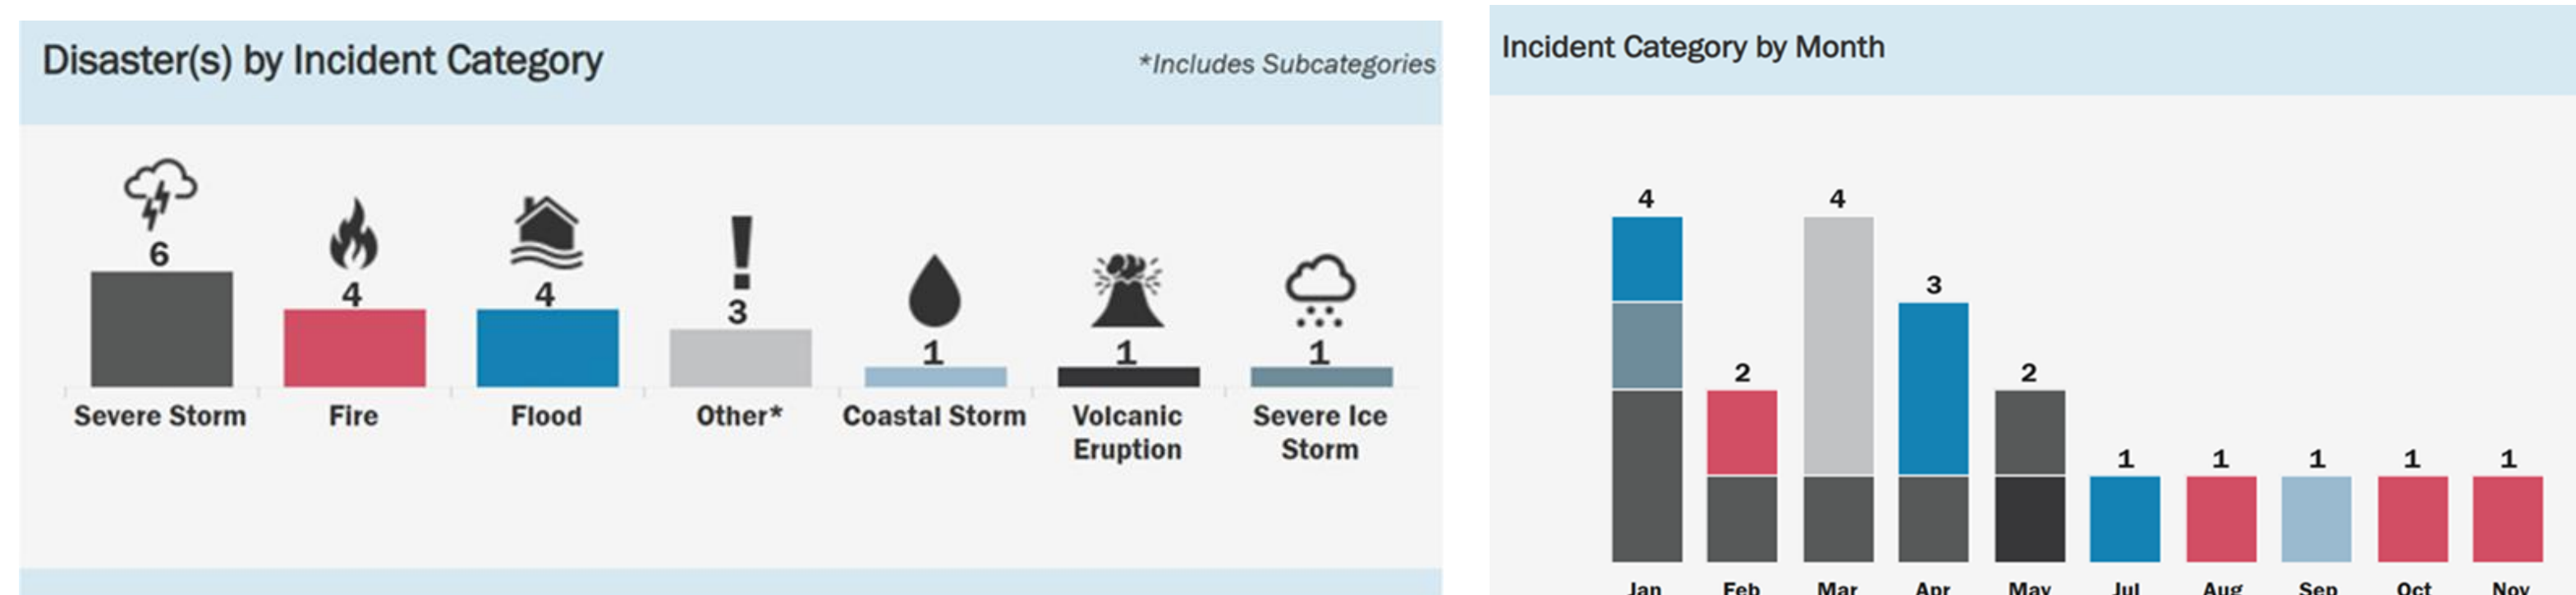 Disaster(s) by Incident Category
*Includes Subcategories
6
4
4
3
1
1
1
Severe Storm
Fire
Flood
Other*
Coastal Storm
Volcanic
Eruption
Severe Ice
Storm
Incident Category by Month
4
2
4
3
2
1
1
1
1
1
Jan
Feb
Mar
Apr
May
Jul
Aug
Sep
Oct
Nov